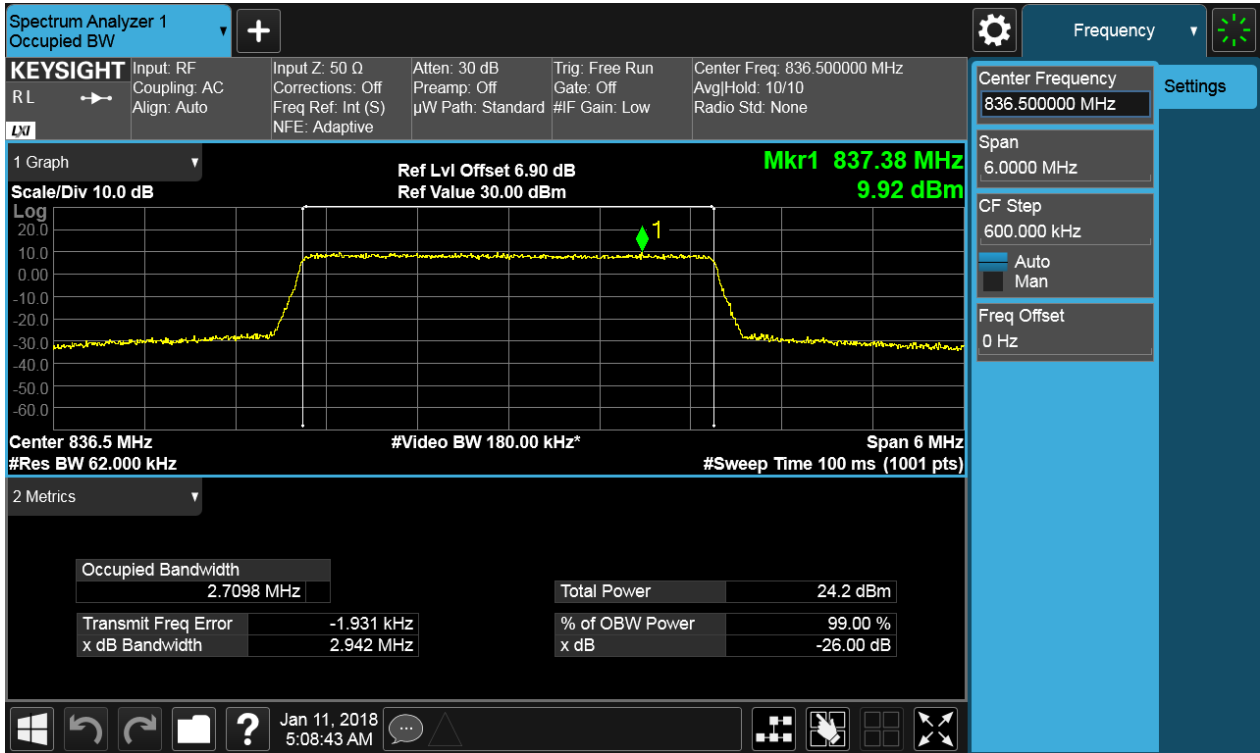 Spectrum Analyzer 1
Occupied BW
+
Frequency
KEYSIGHT
RL
LXI
Input: RF
Coupling: AC
Align: Auto
Input Z: 50 Ω
Corrections: Off
Freq Ref: Int (S)
NFE: Adaptive
Atten: 30 dB
Preamp: Off
µW Path: Standard
Trig: Free Run
Gate: Off
#IF Gain: Low
Center Freq: 836.500000 MHz
Avg|Hold: 10/10
Radio Std: None
Center Frequency
836.500000 MHz
Settings
Span
6.0000 MHz
CF Step
600.000 kHz
Auto
Man
Freq Offset
0 Hz
1 Graph
Scale/Div 10.0 dB
Ref Lvl Offset 6.90 dB
Ref Value 30.00 dBm
Mkr1 837.38 MHz
9.92 dBm
Log
20.0
10.0
0.00
-10.0
-20.0
-30.0
-40.0
-50.0
-60.0
1
Center 836.5 MHz
#Res BW 62.000 kHz
#Video BW 180.00 kHz*
Span 6 MHz
#Sweep Time 100 ms (1001 pts)
2 Metrics
Occupied Bandwidth
2.7098 MHz
Total Power 24.2 dBm
Transmit Freq Error -1.931 kHz
% of OBW Power 99.00 %
x dB Bandwidth 2.942 MHz
x dB -26.00 dB
?
Jan 11, 2018
5:08:43 AM